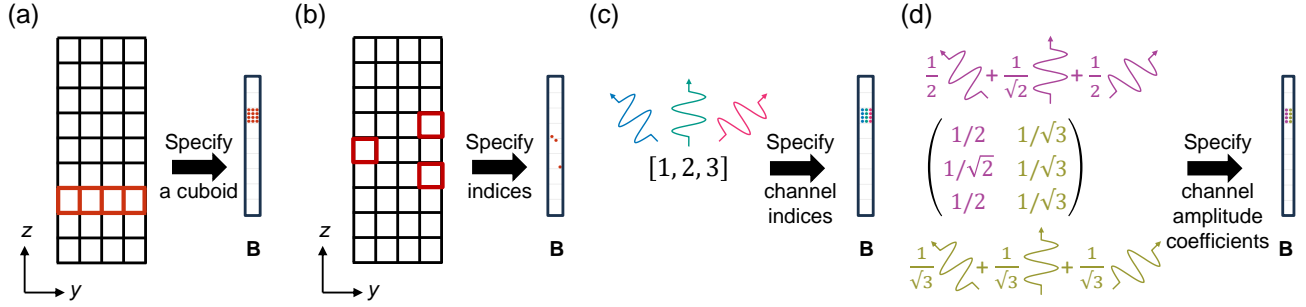 (a)
Specify
a cuboid
z
y
B
(b)
Specify
indices
z
y
B
(c)
[1, 2, 3]
Specify
channel
indices
B
(d)
1/2 + 1/√2 + 1/2
1/2 1/√3
1/√2 1/√3
1/2 1/√3
1/√3 + 1/√3 + 1/√3
Specify
channel
amplitude
coefficients
B